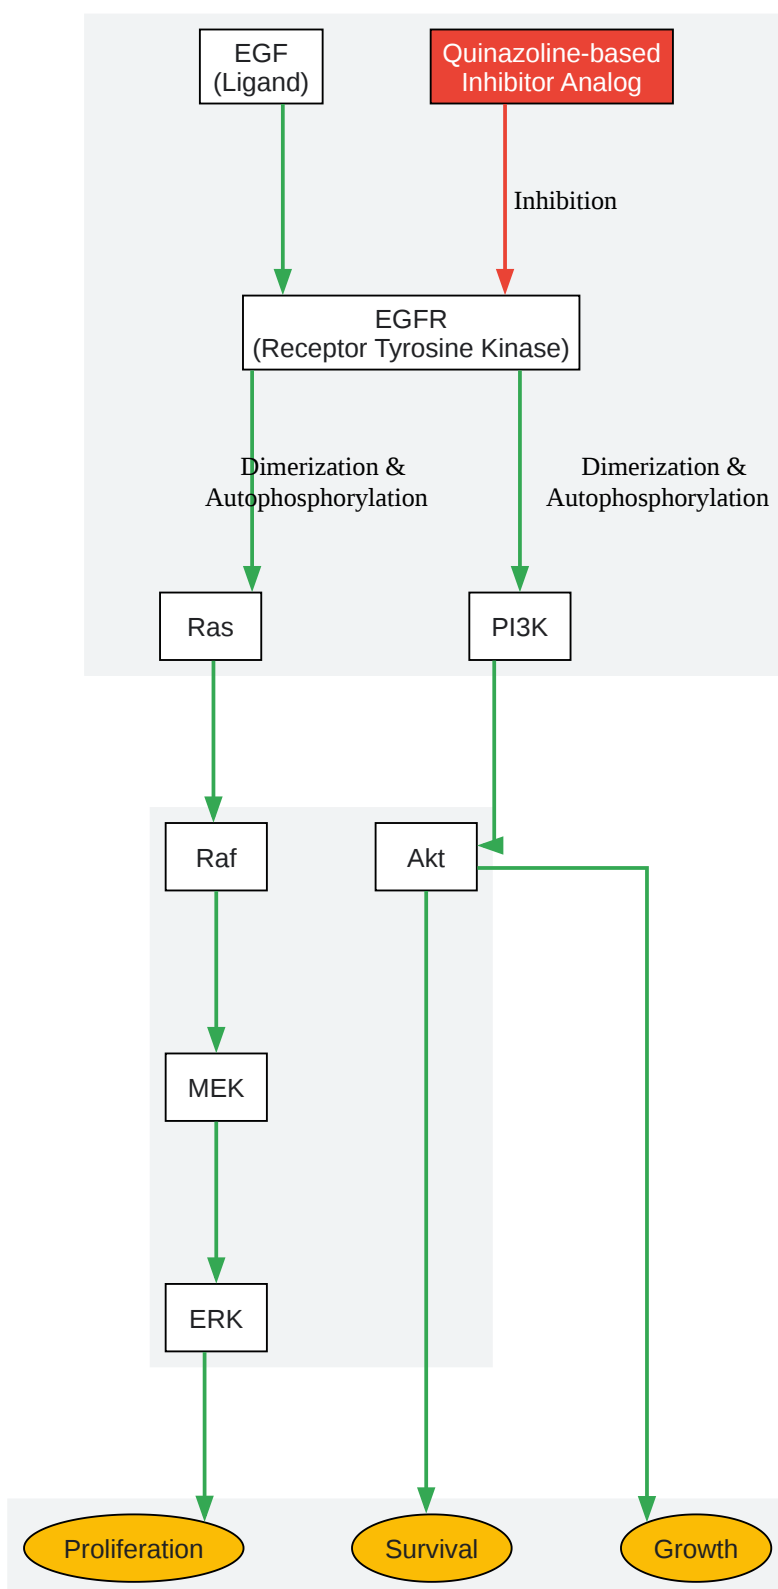 EGF
(Ligand)
Quinazoline-based
Inhibitor Analog
Inhibition
EGFR
(Receptor Tyrosine Kinase)
Dimerization &
Autophosphorylation
Dimerization &
Autophosphorylation
Ras
PI3K
Raf
Akt
MEK
ERK
Proliferation
Survival
Growth